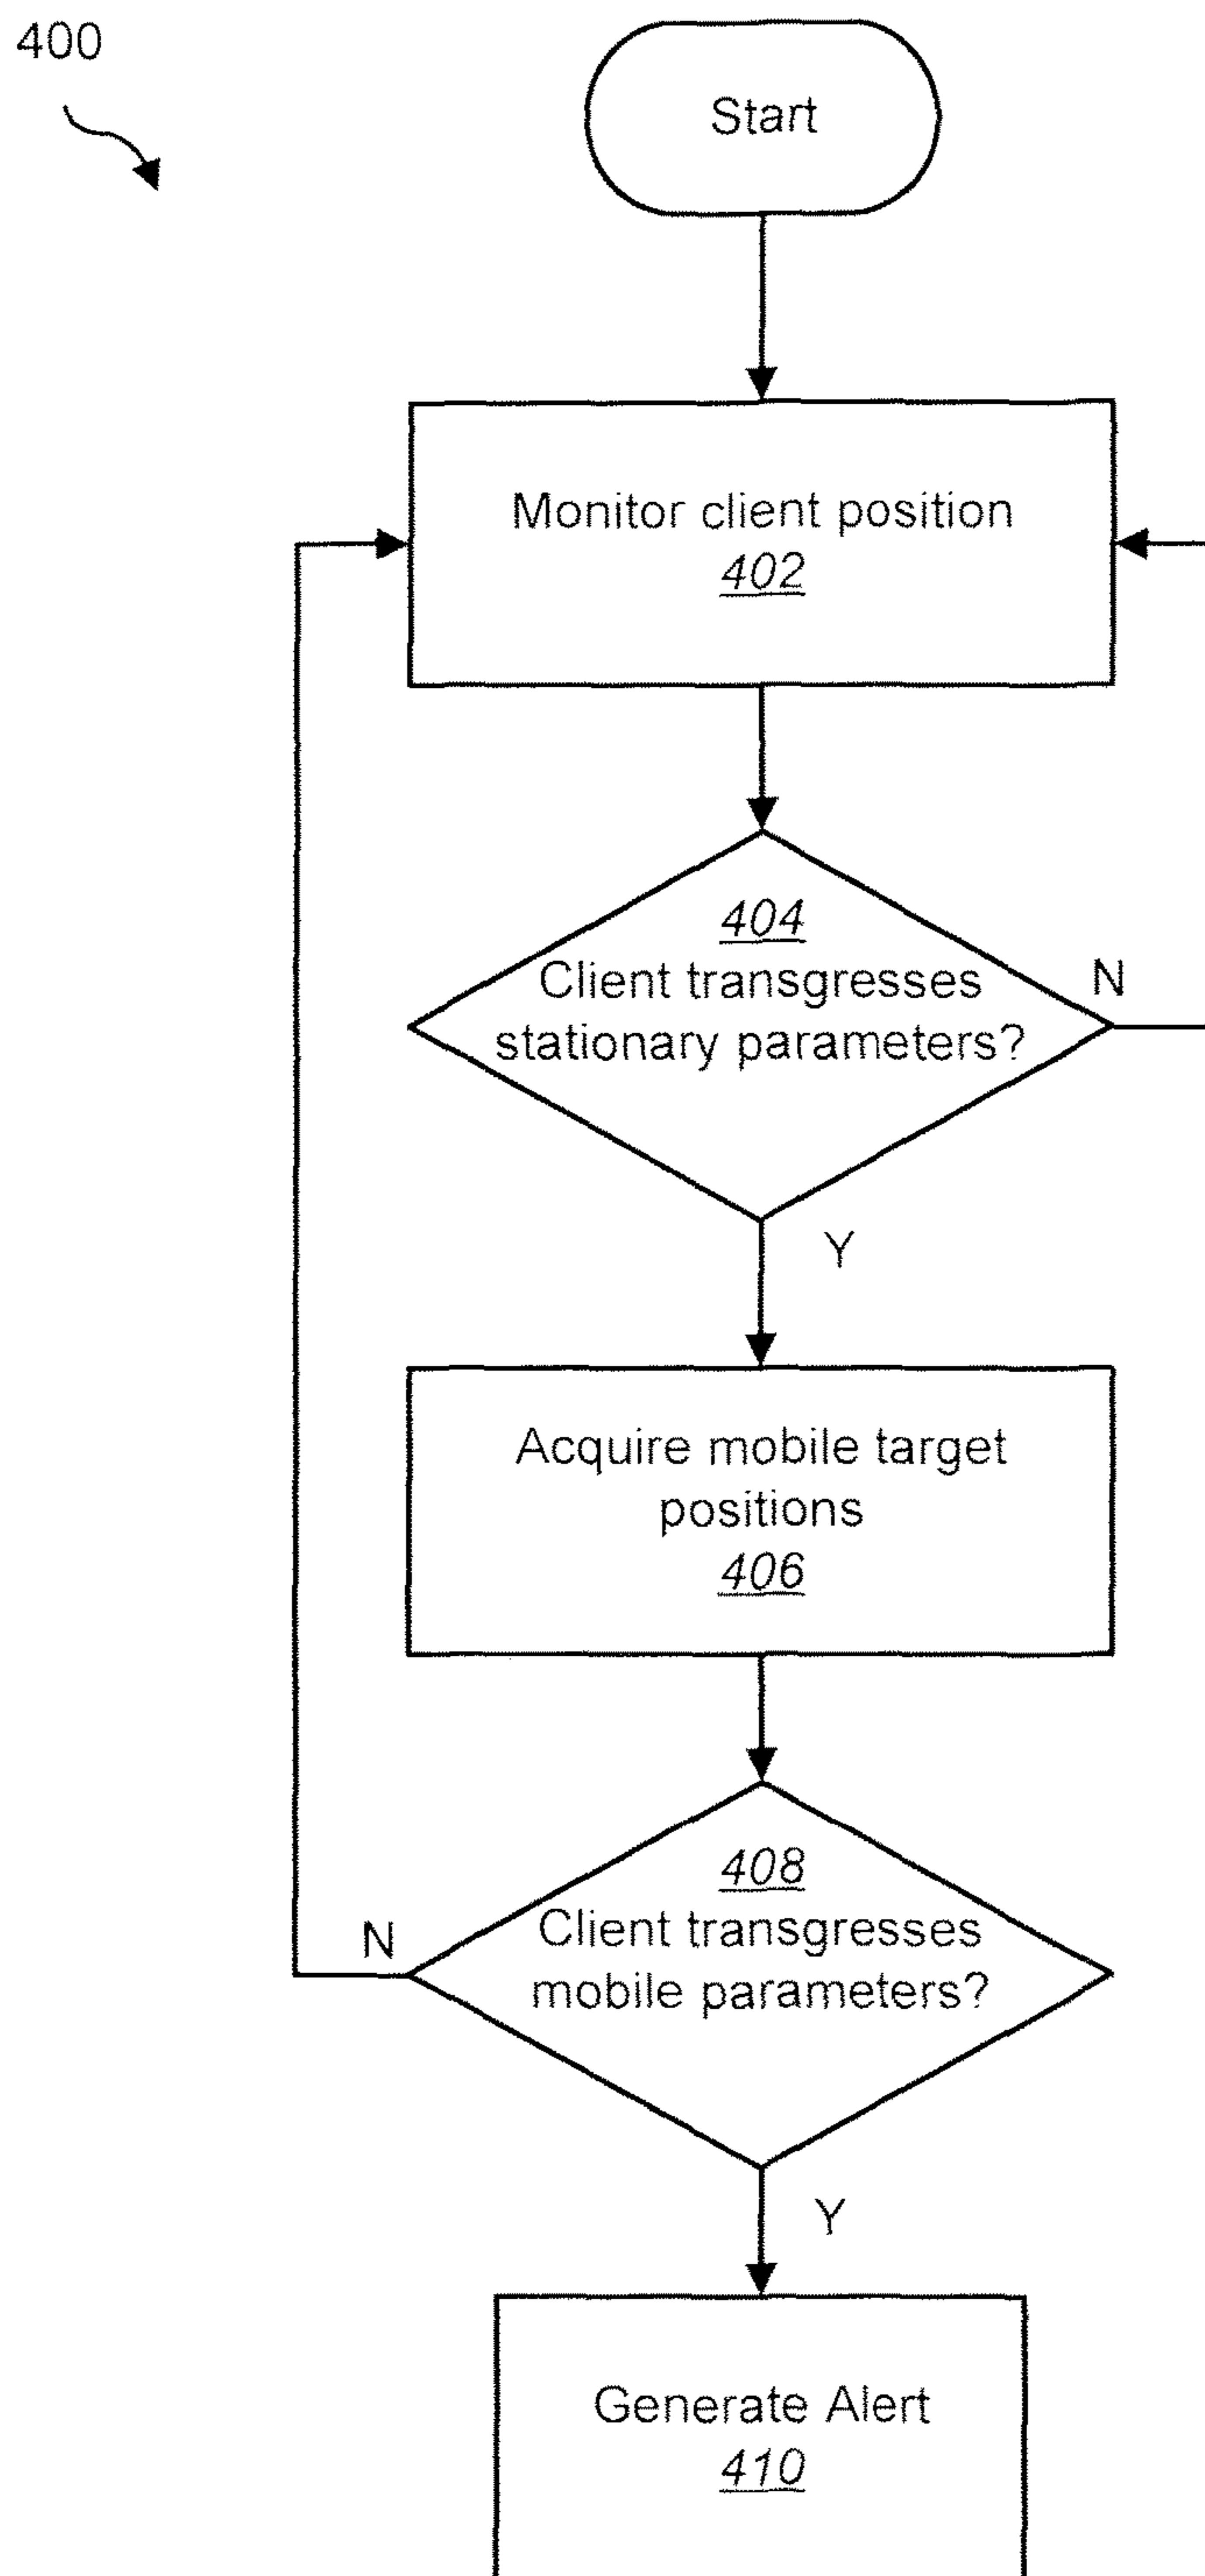 400
Start
Monitor client position
402
404
Client transgresses
stationary parameters?
N
Y
Acquire mobile target
positions
406
408
Client transgresses
mobile parameters?
N
Y
Generate Alert
410